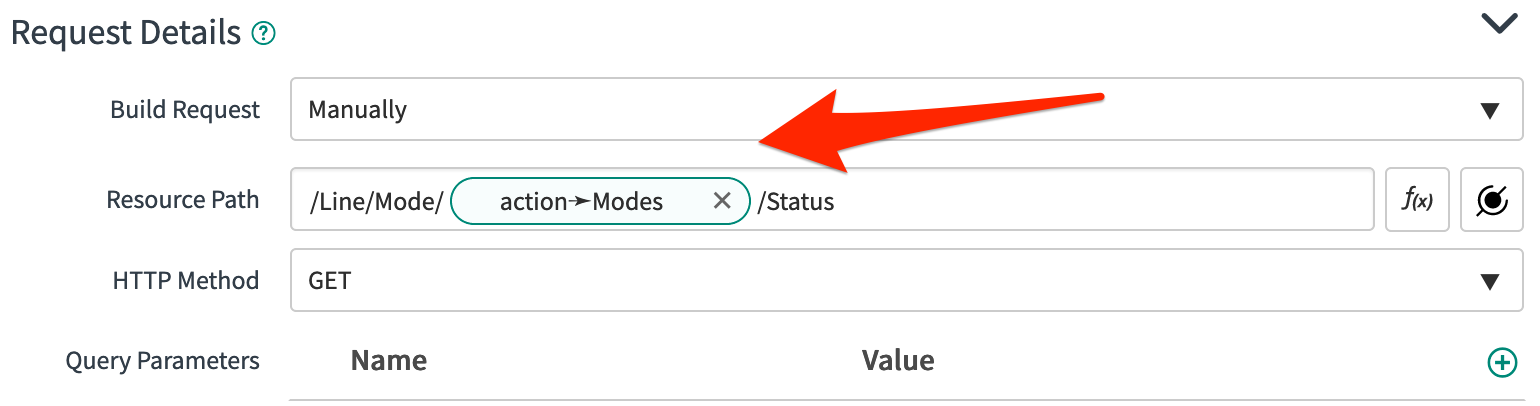 Request Details ?
Build Request Manually
Resource Path /Line/Mode/ action➛Modes /Status f(x)
HTTP Method GET
Query Parameters Name Value